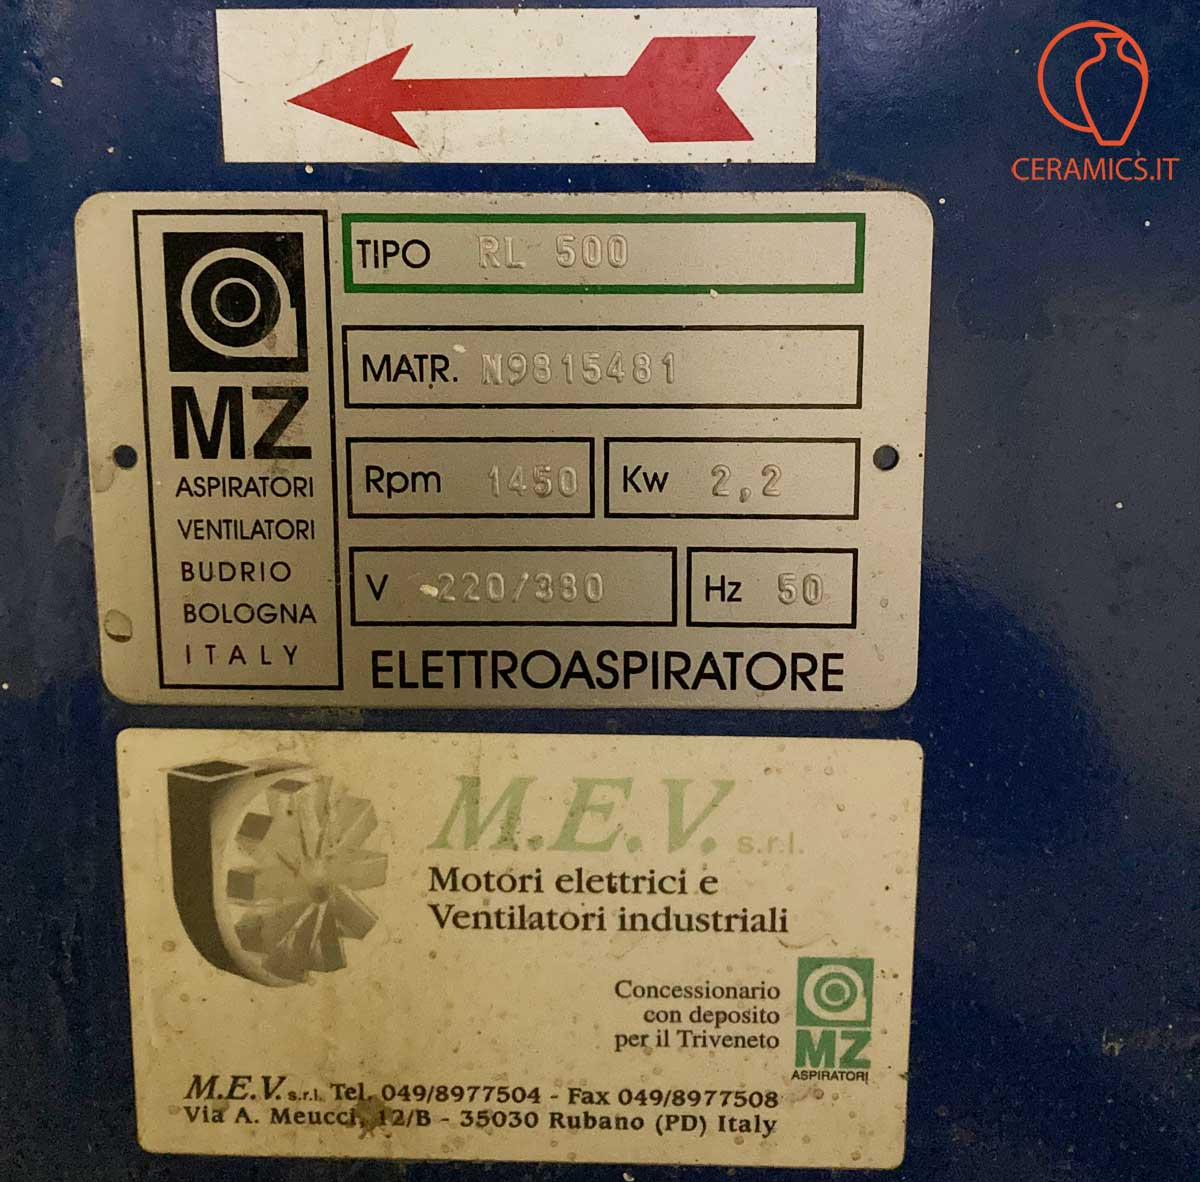 CERAMICS.IT
MZ
ASPIRATORI
VENTILATORI
BUDRIO
BOLOGNA
ITALY
TIPO RL 500
MATR. N9815481
Rpm 1450 Kw 2,2
V 220/380 Hz 50
ELETTROASPIRATORE
M.E.V. s.r.l.
Motori elettrici e
Ventilatori industriali
Concessionario
con deposito
per il Triveneto
MZ
ASPIRATORI
M.E.V. s.r.l. Tel. 049/8977504 - Fax 049/8977508
Via A. Meucci, 12/B - 35030 Rubano (PD) Italy